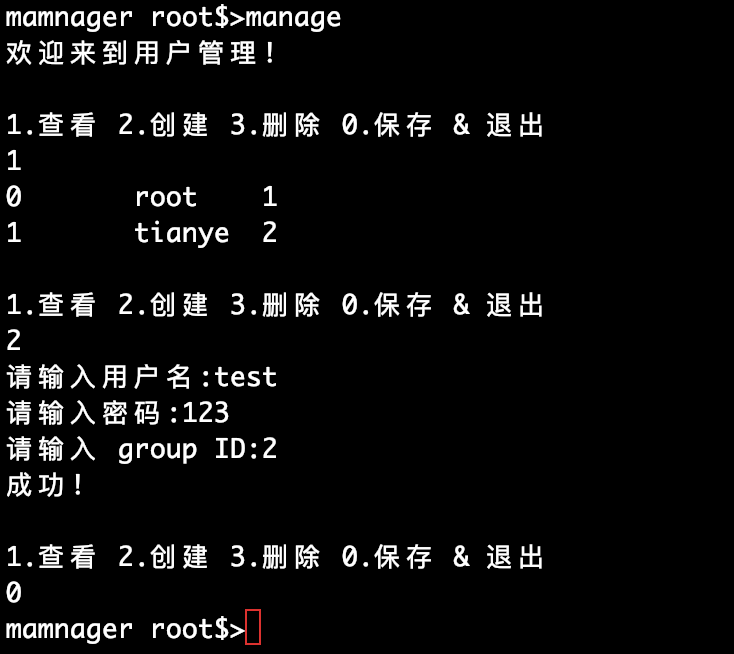 mamnager root$>manage
欢迎来到用户管理！
1.查看 2.创建 3.删除 0.保存 & 退出
1
0 root 1
1 tianye 2
1.查看 2.创建 3.删除 0.保存 & 退出
2
请输入用户名:test
请输入密码:123
请输入 group ID:2
成功！
1.查看 2.创建 3.删除 0.保存 & 退出
0
mamnager root$>